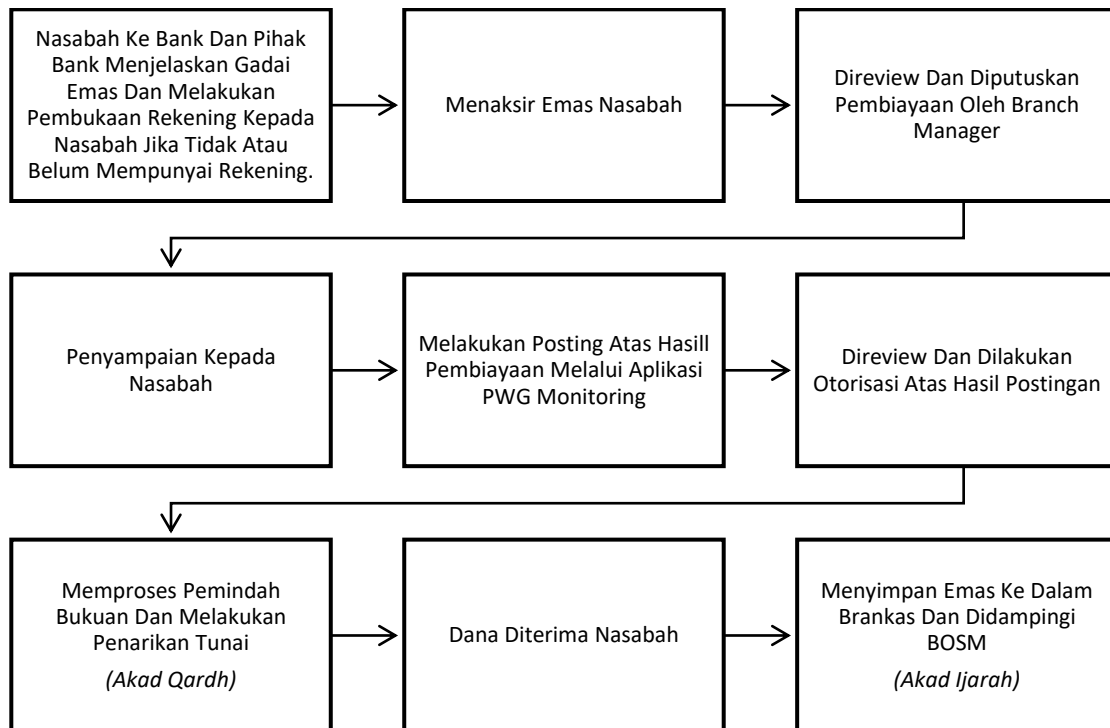 Nasabah Ke Bank Dan Pihak
Bank Menjelaskan Gadai
Emas Dan Melakukan
Pembukaan Rekening Kepada
Nasabah Jika Tidak Atau
Belum Mempunyai Rekening.
Menaksir Emas Nasabah
Direview Dan Diputuskan
Pembiayaan Oleh Branch
Manager
Penyampaian Kepada
Nasabah
Melakukan Posting Atas Hasill
Pembiayaan Melalui Aplikasi
PWG Monitoring
Direview Dan Dilakukan
Otorisasi Atas Hasil Postingan
Memproses Pemindah
Bukuan Dan Melakukan
Penarikan Tunai
(Akad Qardh)
Dana Diterima Nasabah
Menyimpan Emas Ke Dalam
Brankas Dan Didampingi
BOSM
(Akad Ijarah)